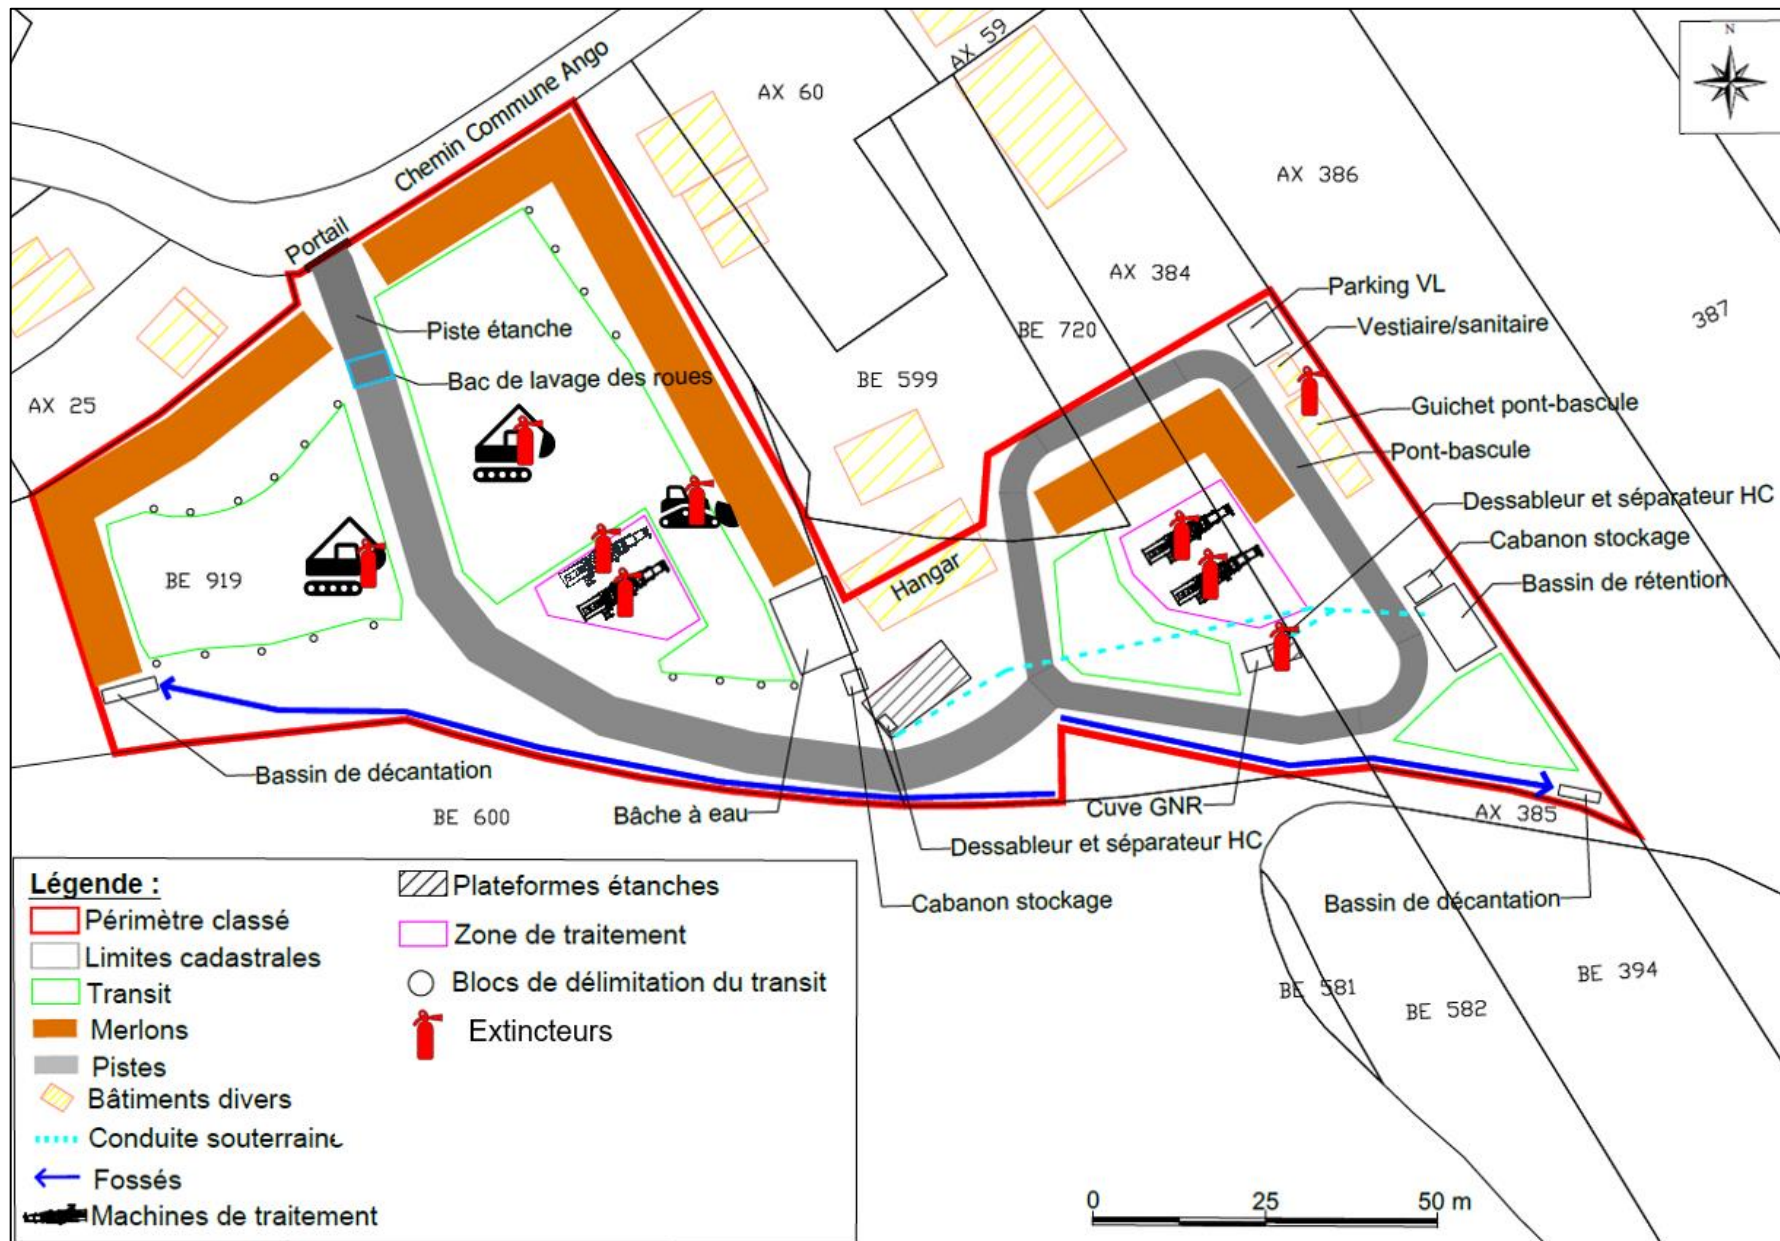 N
AX 59
AX 60
Chemin Commune Ango
AX 386
Portail
AX 384
Parking VL
BE 720
Vestiaire/sanitaire
387
Piste étanche
BE 599
Bac de lavage des roues
AX 25
Guichet pont-bascule
Pont-bascule
Dessableur et séparateur HC
Cabanon stockage
Hangar
BE 919
Bassin de rétention
Bassin de décantation
BE 600
Bâche à eau
Cuve GNR
AX 385
Dessableur et séparateur HC
Cabanon stockage
Bassin de décantation
BE 581
BE 582
BE 394
Légende :
Périmètre classé
Limites cadastrales
Transit
Merlons
Pistes
Bâtiments divers
Conduite souterraine
Fossés
Machines de traitement
Plateformes étanches
Zone de traitement
Blocs de délimitation du transit
Extincteurs
0 25 50 m